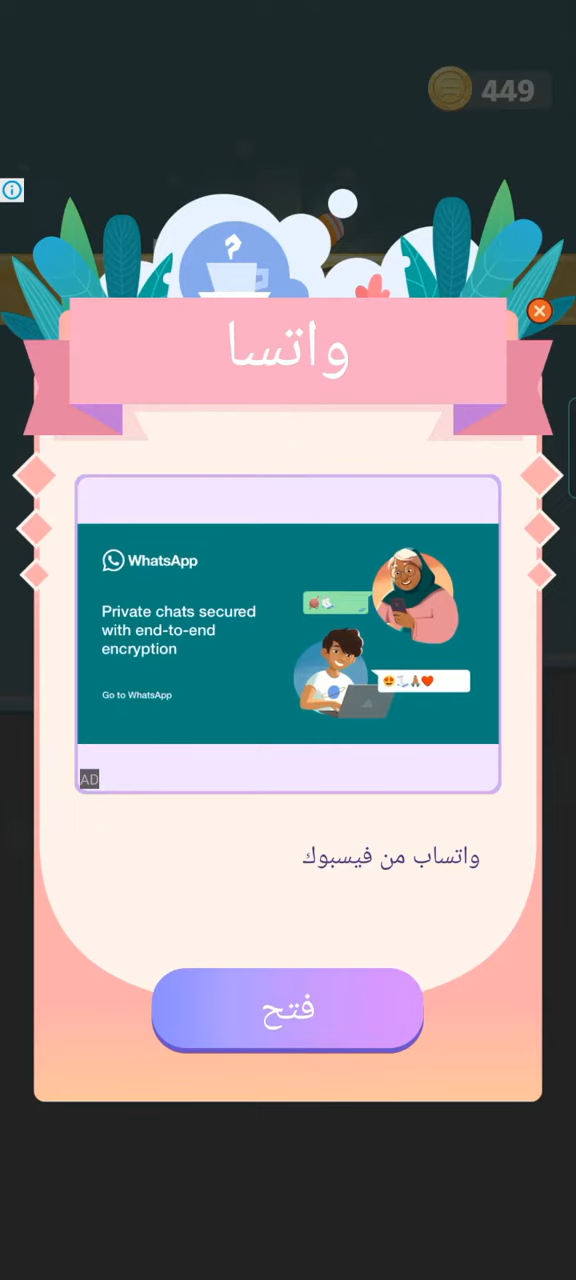 449
واتسا
WhatsApp
Private chats secured
with end-to-end
encryption
Go to WhatsApp
AD
واتساب من فيسبوك
فتح